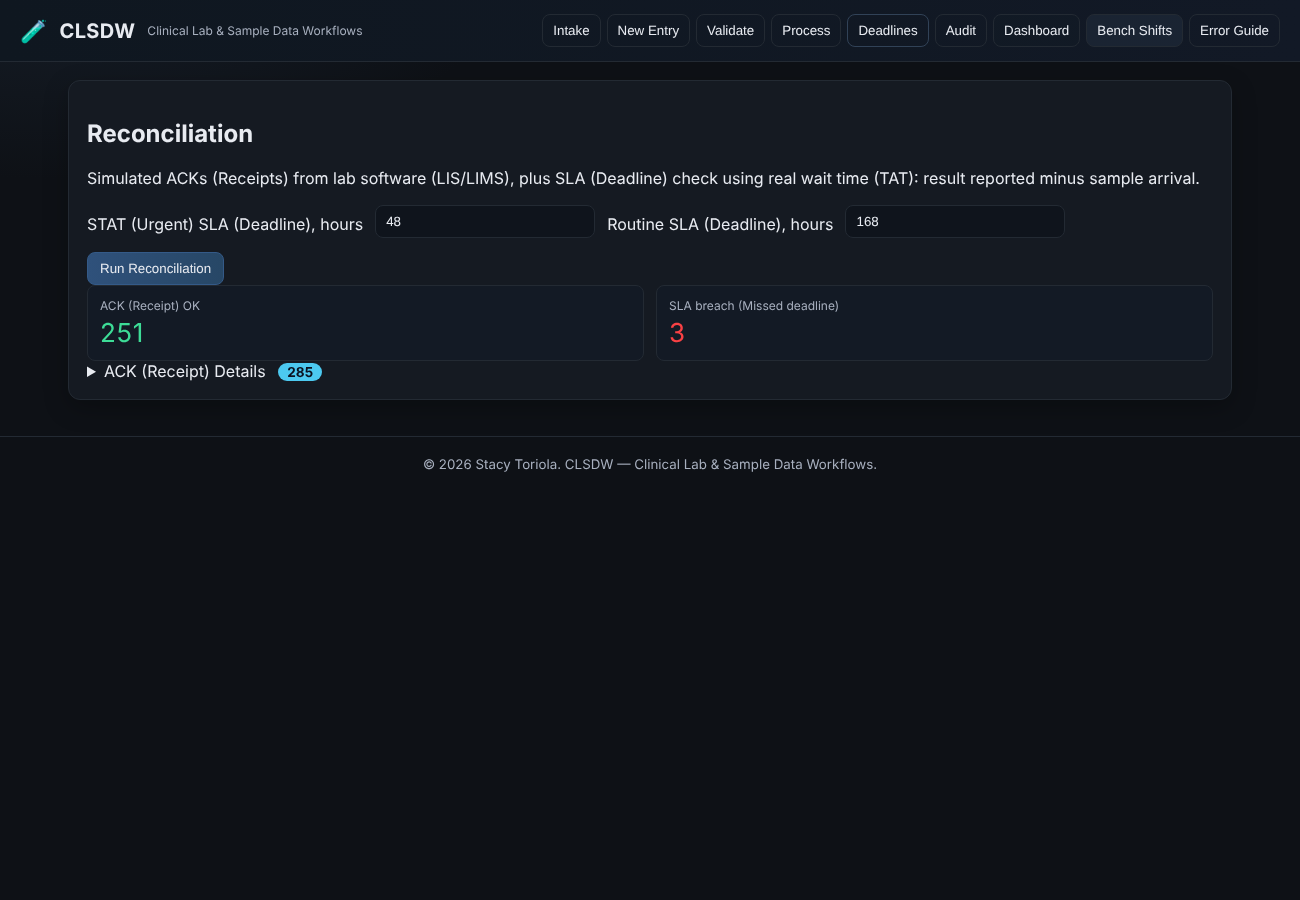 CLSDW Clinical Lab & Sample Data Workflows Intake New Entry Validate Process Deadlines Audit Dashboard Bench Shifts Error Guide
Reconciliation
Simulated ACKs (Receipts) from lab software (LIS/LIMS), plus SLA (Deadline) check using real wait time (TAT): result reported minus sample arrival.
STAT (Urgent) SLA (Deadline), hours 48 Routine SLA (Deadline), hours 168
Run Reconciliation
ACK (Receipt) OK SLA breach (Missed deadline)
251 3
ACK (Receipt) Details 285
© 2026 Stacy Toriola. CLSDW — Clinical Lab & Sample Data Workflows.